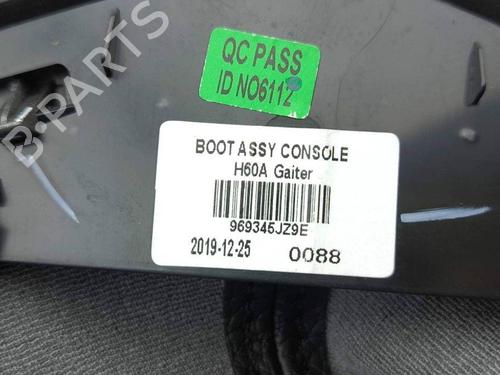 B-PARTS
QC PASS
ID NO6112
BOOT ASSY CONSOLE
H60A Gaiter
969345JZ9E
2019-12-25 0088